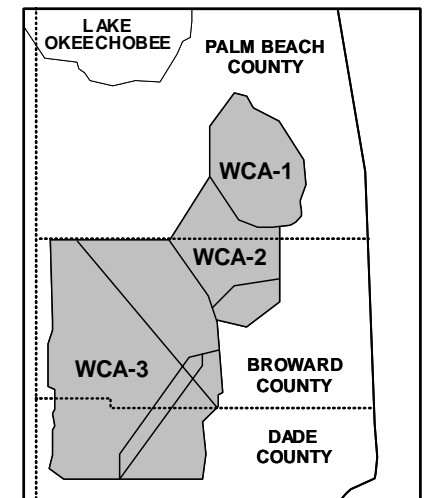 LAKE
OKEECHOBEE
PALM BEACH
COUNTY
WCA-1
WCA-2
WCA-3
BROWARD
COUNTY
DADE
COUNTY